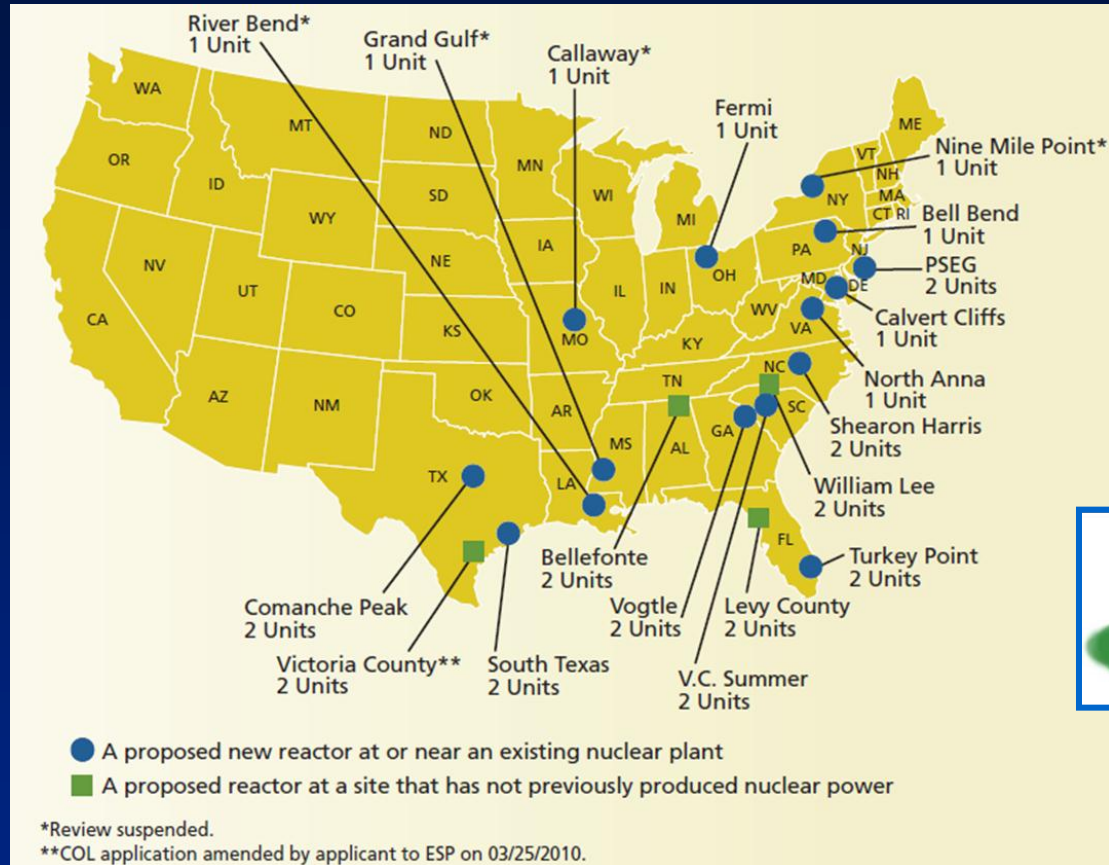 River Bend*
1 Unit
Grand Gulf*
1 Unit
Callaway*
1 Unit
Fermi
1 Unit
Nine Mile Point*
1 Unit
Bell Bend
1 Unit
PSEG
2 Units
Calvert Cliffs
1 Unit
North Anna
1 Unit
Shearon Harris
2 Units
William Lee
2 Units
Turkey Point
2 Units
Levy County
2 Units
V.C. Summer
2 Units
Vogtle
2 Units
Bellefonte
2 Units
South Texas
2 Units
Victoria County**
2 Units
Comanche Peak
2 Units
WA
MT
ND
MN
OR
ID
SD
WI
MI
WY
IA
NE
NV
UT
CO
KS
IL
IN
OH
CA
MO
KY
WV
VA
AZ
NM
OK
AR
TN
NC
SC
TX
LA
MS
AL
GA
FL
PA
NY
VT
NH
ME
MA
CT
RI
NJ
MD
DE
A proposed new reactor at or near an existing nuclear plant
A proposed reactor at a site that has not previously produced nuclear power
*Review suspended.
**COL application amended by applicant to ESP on 03/25/2010.